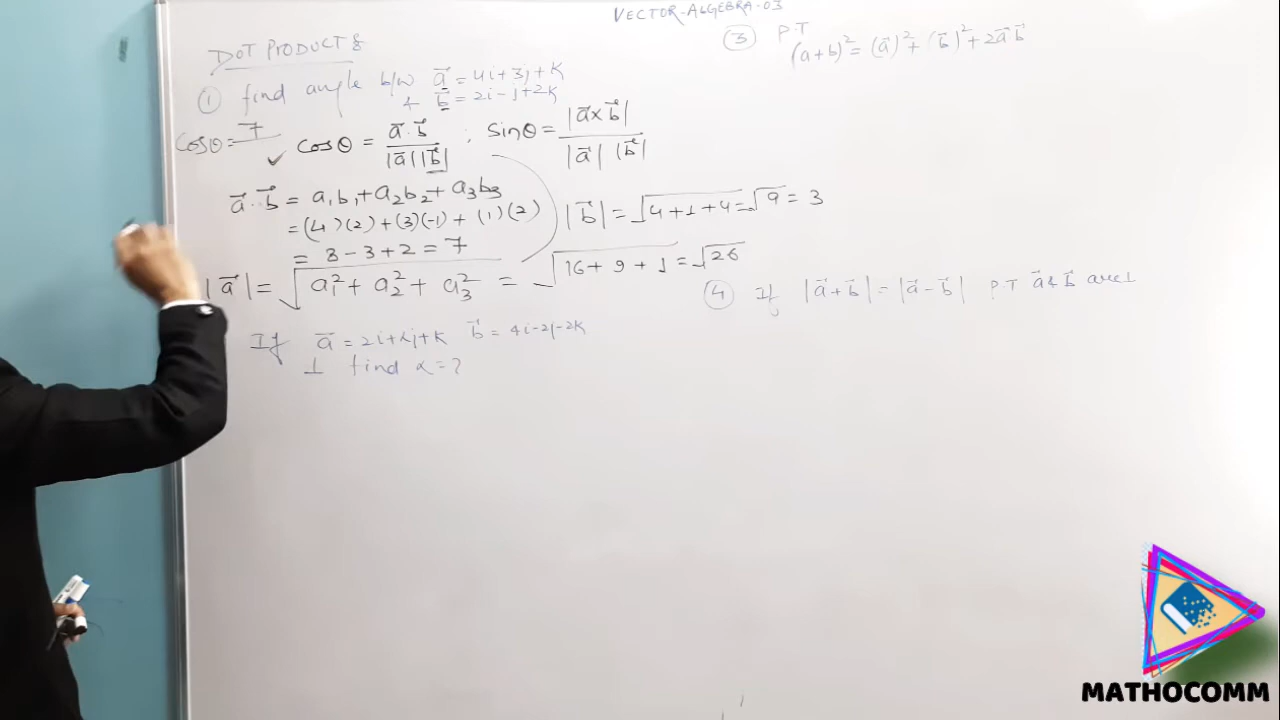 VECTOR-ALGEBRA-03
DOT PRODUCT &
① find angle b/w a⃗ = 4i+3j+k
& b⃗ = 2i-j+2k
Cosθ = 7/
✓ Cosθ = a⃗·b⃗ / |a⃗||b⃗| ; Sinθ = |a⃗×b⃗| / |a⃗| |b⃗|
a⃗·b⃗ = a₁b₁+a₂b₂+a₃b₃
= (4)(2)+(3)(-1)+(1)(2)
= 8-3+2 = 7
|a⃗| = √a₁²+a₂²+a₃² = √16+9+1 = √26
|b⃗| = √4+1+4 = √9 = 3
If a⃗ = 2i+αj+k b⃗ = 4i-2j-2k
⊥ find α=?
③ P.T
(a+b)² = (a⃗)²+(b⃗)²+2a⃗b⃗
④ If |a⃗+b⃗| = |a⃗-b⃗| P.T a⃗ & b⃗ are ⊥
MATHOCOMM